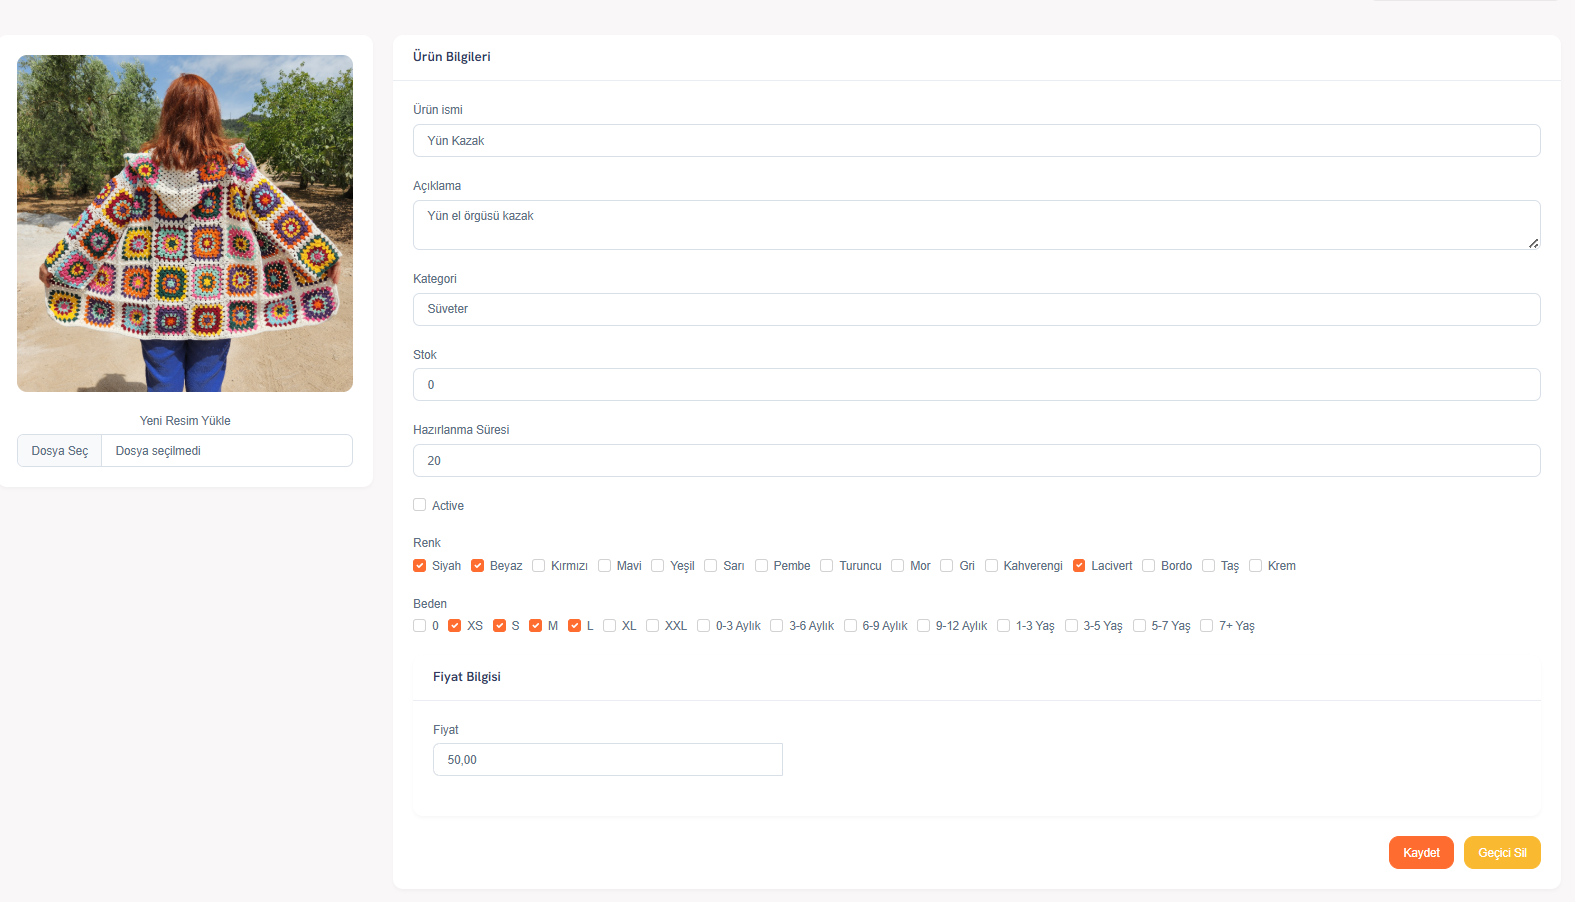 Ürün Bilgileri
Ürün ismi
Yün Kazak
Açıklama
Yün el örgüsü kazak
Kategori
Süveter
Stok
0
Hazırlanma Süresi
20
Active
Renk
Siyah Beyaz Kırmızı Mavi Yeşil Sarı Pembe Turuncu Mor Gri Kahverengi Lacivert Bordo Taş Krem
Beden
0 XS S M L XL XXL 0-3 Aylık 3-6 Aylık 6-9 Aylık 9-12 Aylık 1-3 Yaş 3-5 Yaş 5-7 Yaş 7+ Yaş
Fiyat Bilgisi
Fiyat
50,00
Kaydet Geçici Sil
Yeni Resim Yükle
Dosya Seç Dosya seçilmedi